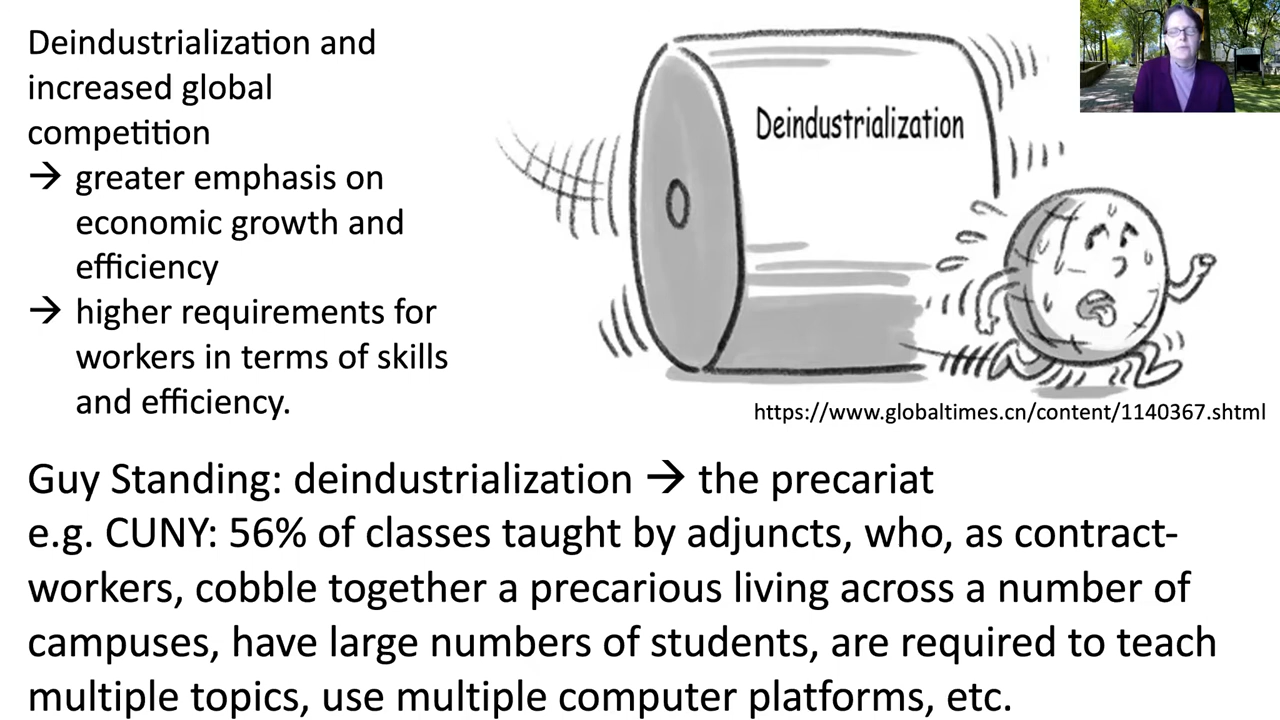 Deindustrialization and
increased global
competition
→ greater emphasis on
economic growth and
efficiency
→ higher requirements for
workers in terms of skills
and efficiency.
Deindustrialization
https://www.globaltimes.cn/content/1140367.shtml
Guy Standing: deindustrialization → the precariat
e.g. CUNY: 56% of classes taught by adjuncts, who, as contract-
workers, cobble together a precarious living across a number of
campuses, have large numbers of students, are required to teach
multiple topics, use multiple computer platforms, etc.